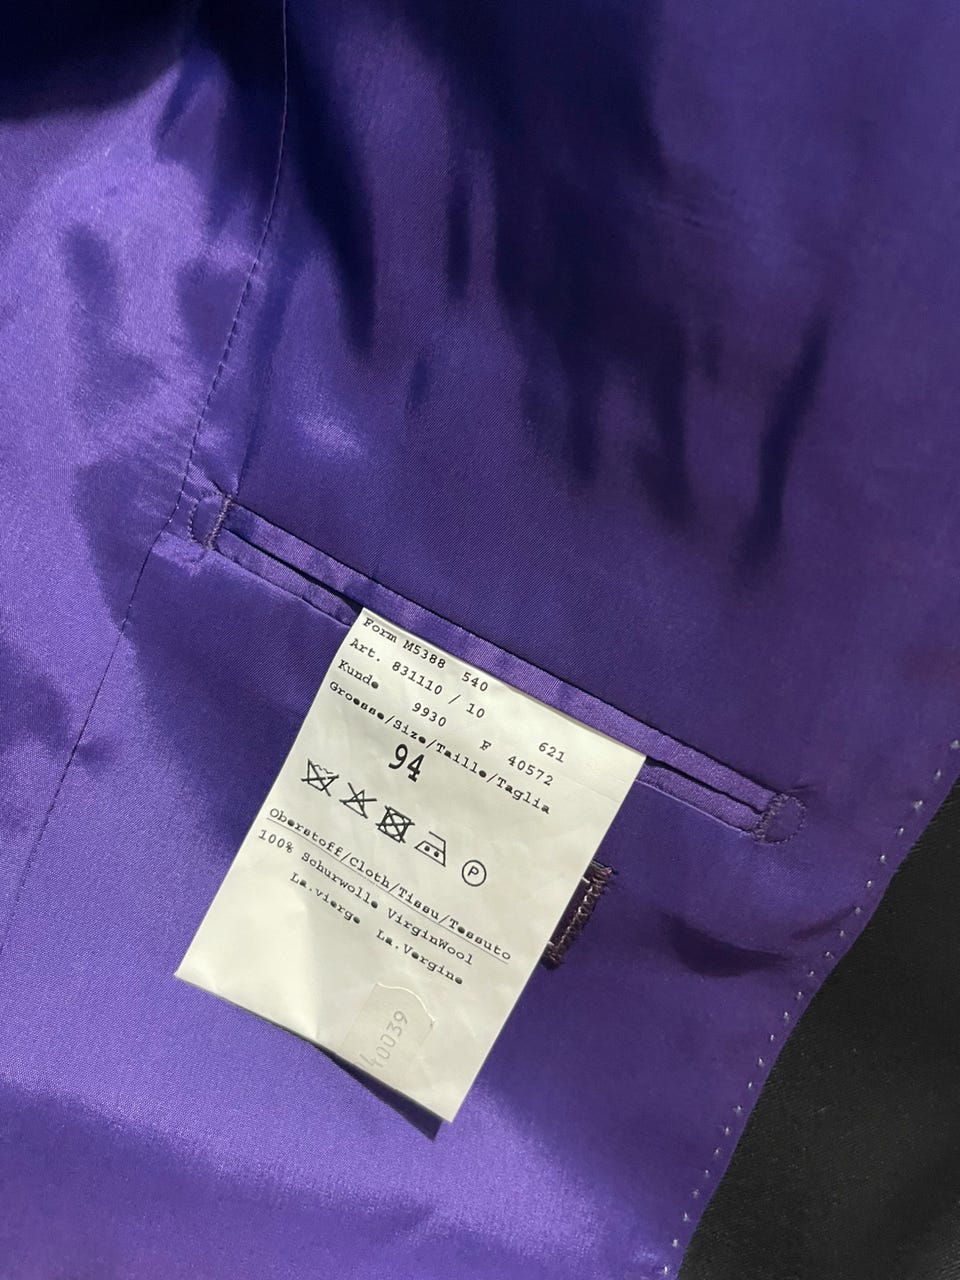 Form M5388 540
Art. 831110 / 10 621
Kunde 9930 F 40572
Groesse/Size/Taille/Taglia
94
P
Oberstoff/Cloth/Tissu/Tessuto
100% Schurwolle VirginWool
La.vierge La.Vergine
40039